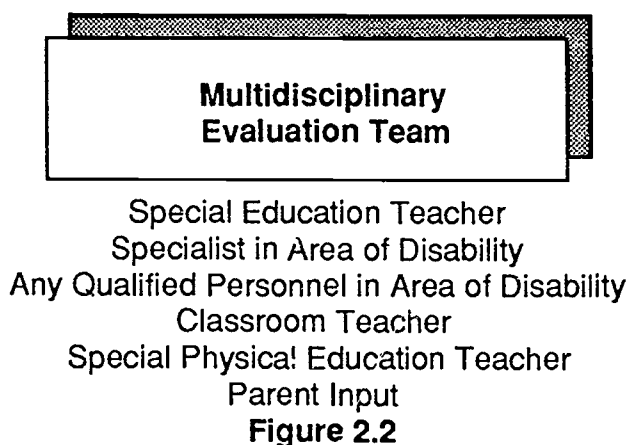 Multidisciplinary
Evaluation Team
Special Education Teacher
Specialist in Area of Disability
Any Qualified Personnel in Area of Disability
Classroom Teacher
Special Physical Education Teacher
Parent Input
Figure 2.2